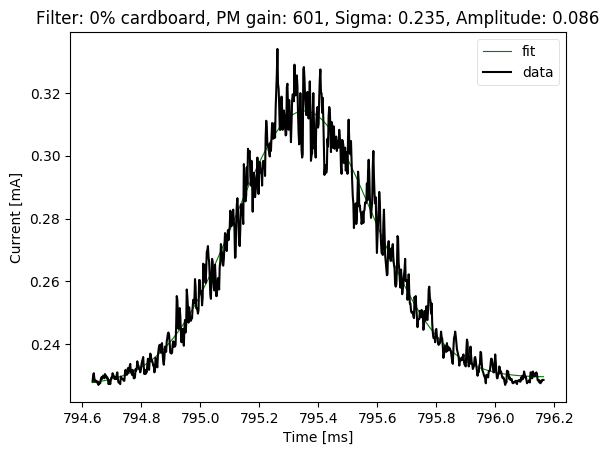 Filter: 0% cardboard, PM gain: 601, Sigma: 0.235, Amplitude: 0.086
fit
data
0.32
0.30
0.28
0.26
0.24
Current [mA]
794.6 794.8 795.0 795.2 795.4 795.6 795.8 796.0 796.2
Time [ms]